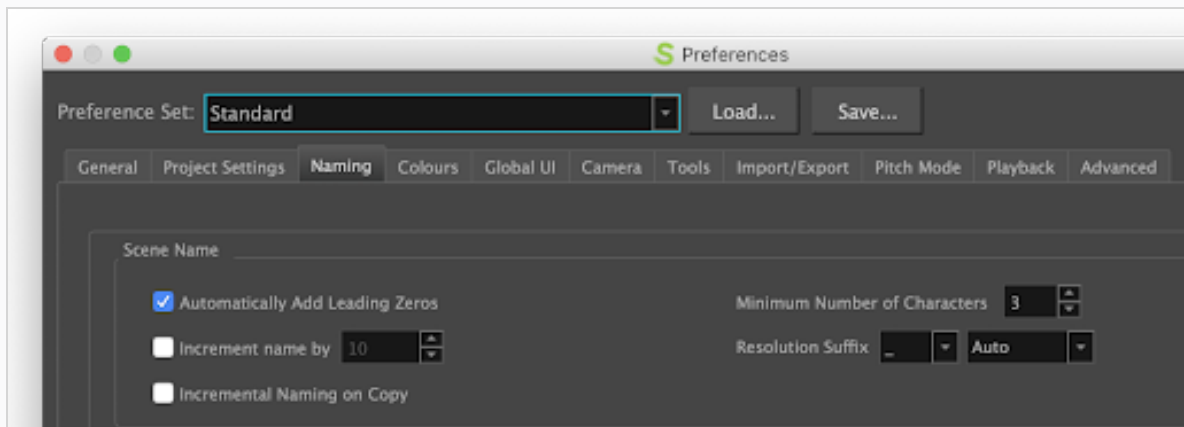 Preferences
Preference Set: Standard Load... Save...
General Project Settings Naming Colours Global UI Camera Tools Import/Export Pitch Mode Playback Advanced
Scene Name
Automatically Add Leading Zeros Minimum Number of Characters 3
Increment name by 10 Resolution Suffix _ Auto
Incremental Naming on Copy